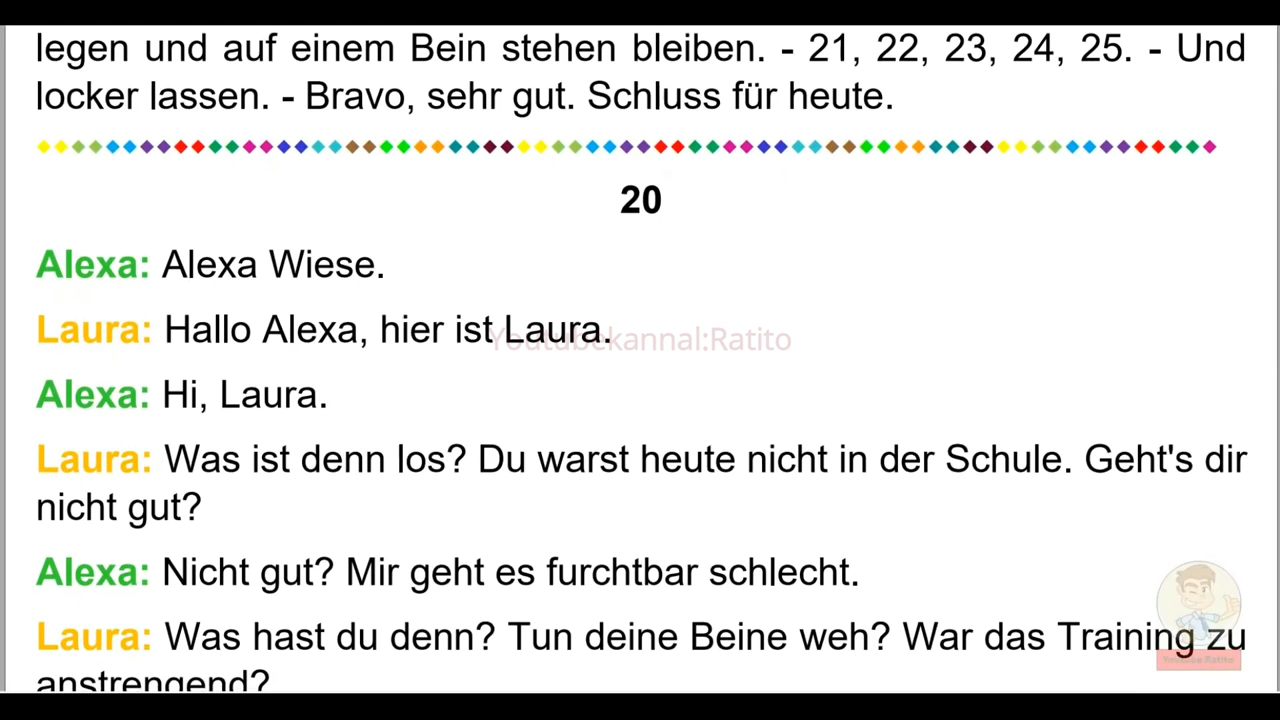 legen und auf einem Bein stehen bleiben. - 21, 22, 23, 24, 25. - Und
locker lassen. - Bravo, sehr gut. Schluss für heute.
20
Alexa: Alexa Wiese.
Laura: Hallo Alexa, hier ist Laura.
Youtubekannal:Ratito
Alexa: Hi, Laura.
Laura: Was ist denn los? Du warst heute nicht in der Schule. Geht's dir
nicht gut?
Alexa: Nicht gut? Mir geht es furchtbar schlecht.
Laura: Was hast du denn? Tun deine Beine weh? War das Training zu
Youtube:Ratito
anstrengend?